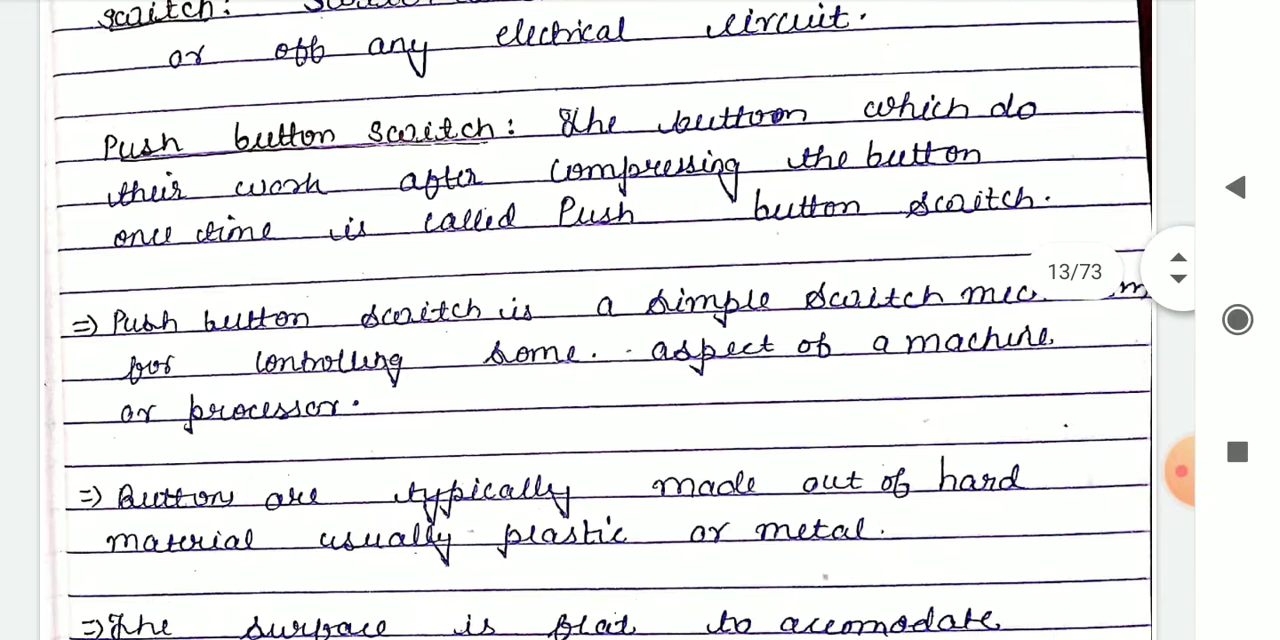 switch:
or off any electrical circuit.
Push button switch: The buttoon which do
their work after compressing the button
once time is called Push button switch.
13/73
=> Push button switch is a simple switch
for controlling some aspect of a machine
or processor.
=> Buttons are typically made out of hard
material usually plastic or metal.
=> The surface is flat to accomodate